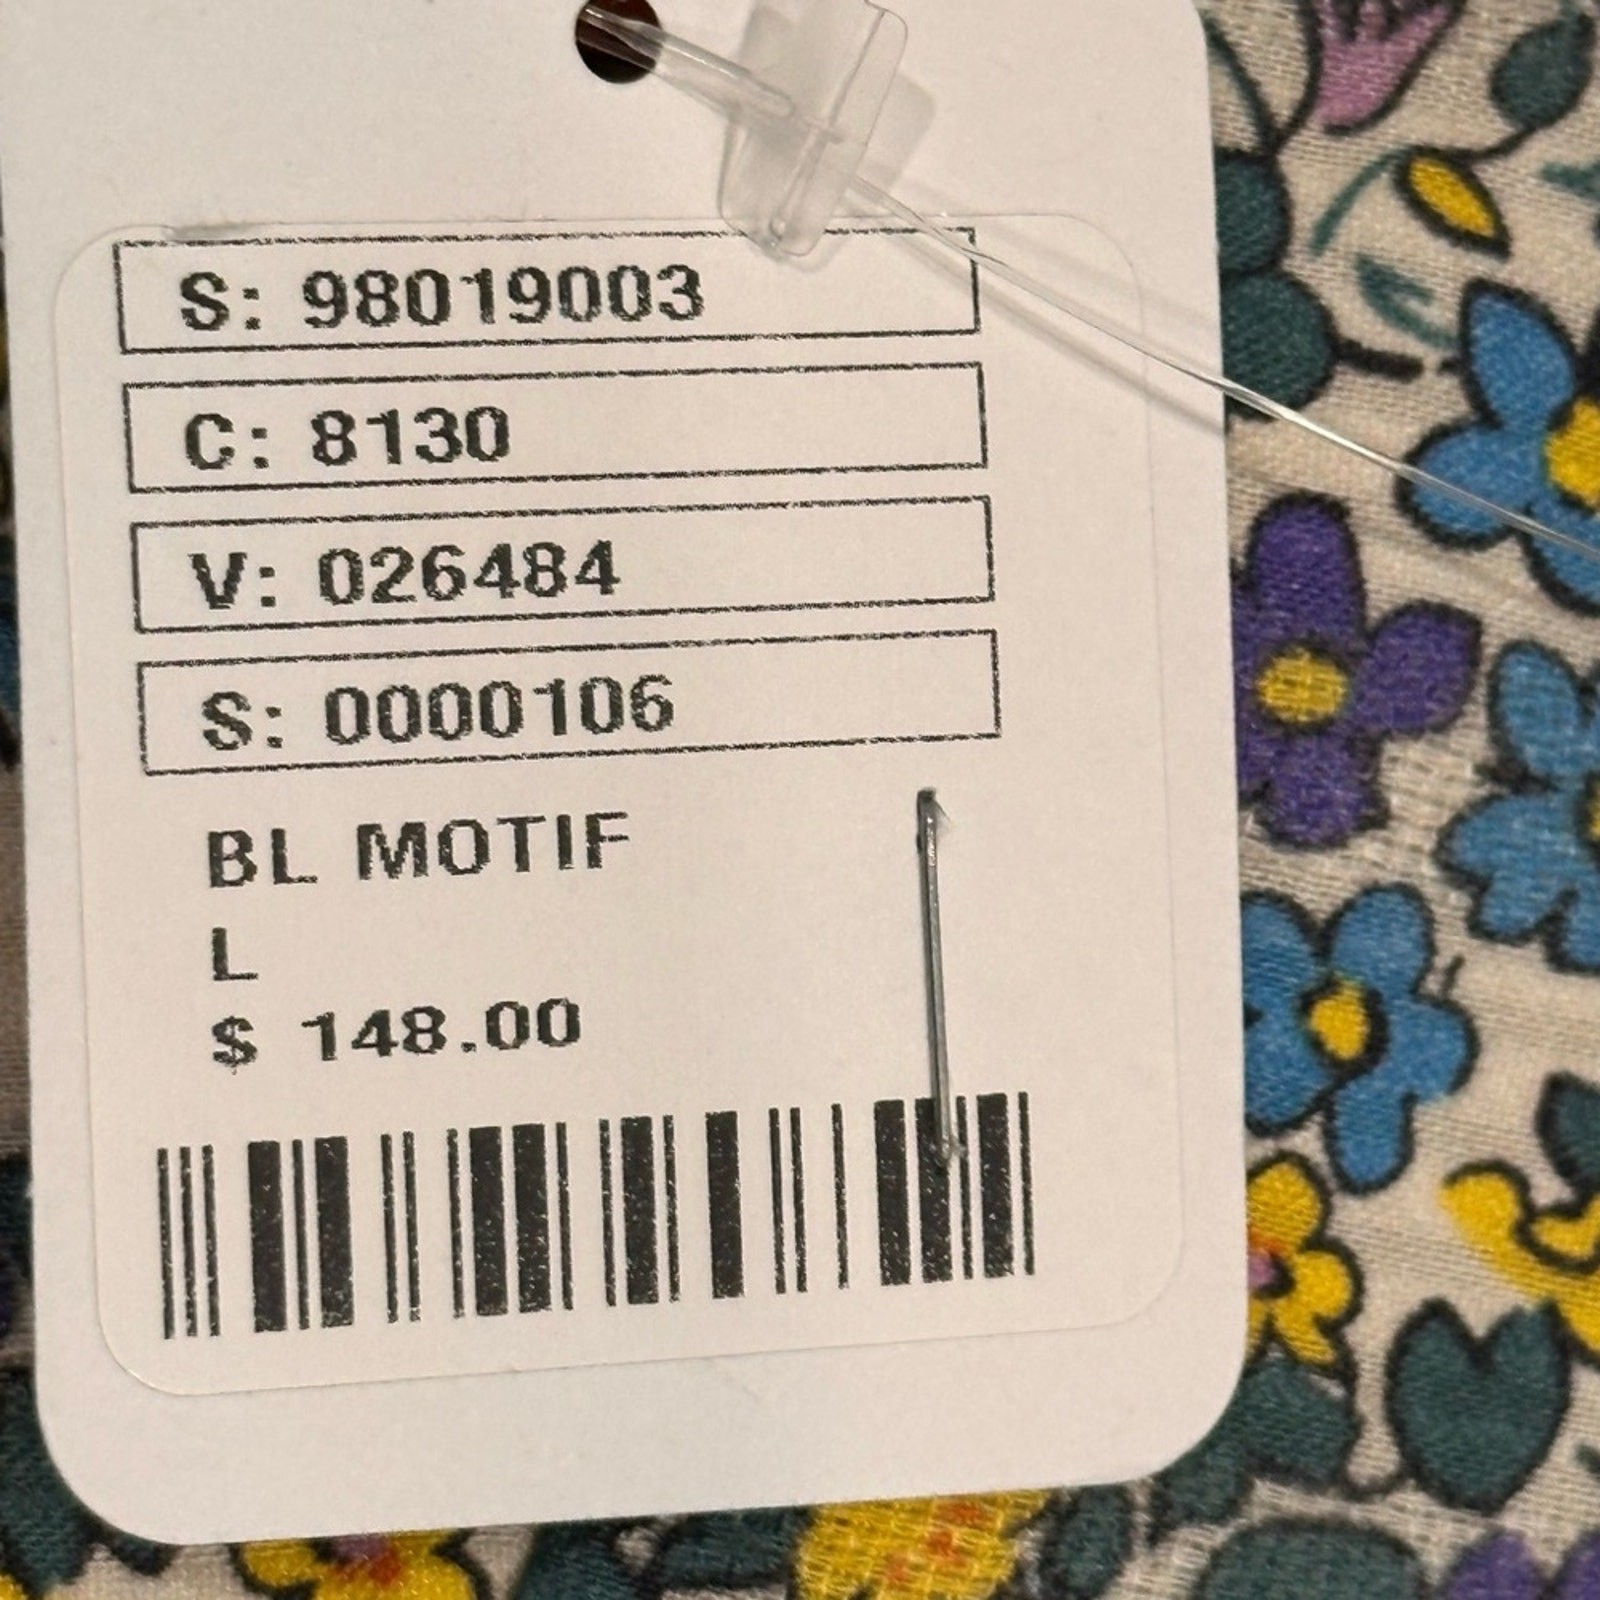 S: 98019003
C: 8130
V: 026484
S: 0000106
BL MOTIF
L
$ 148.00